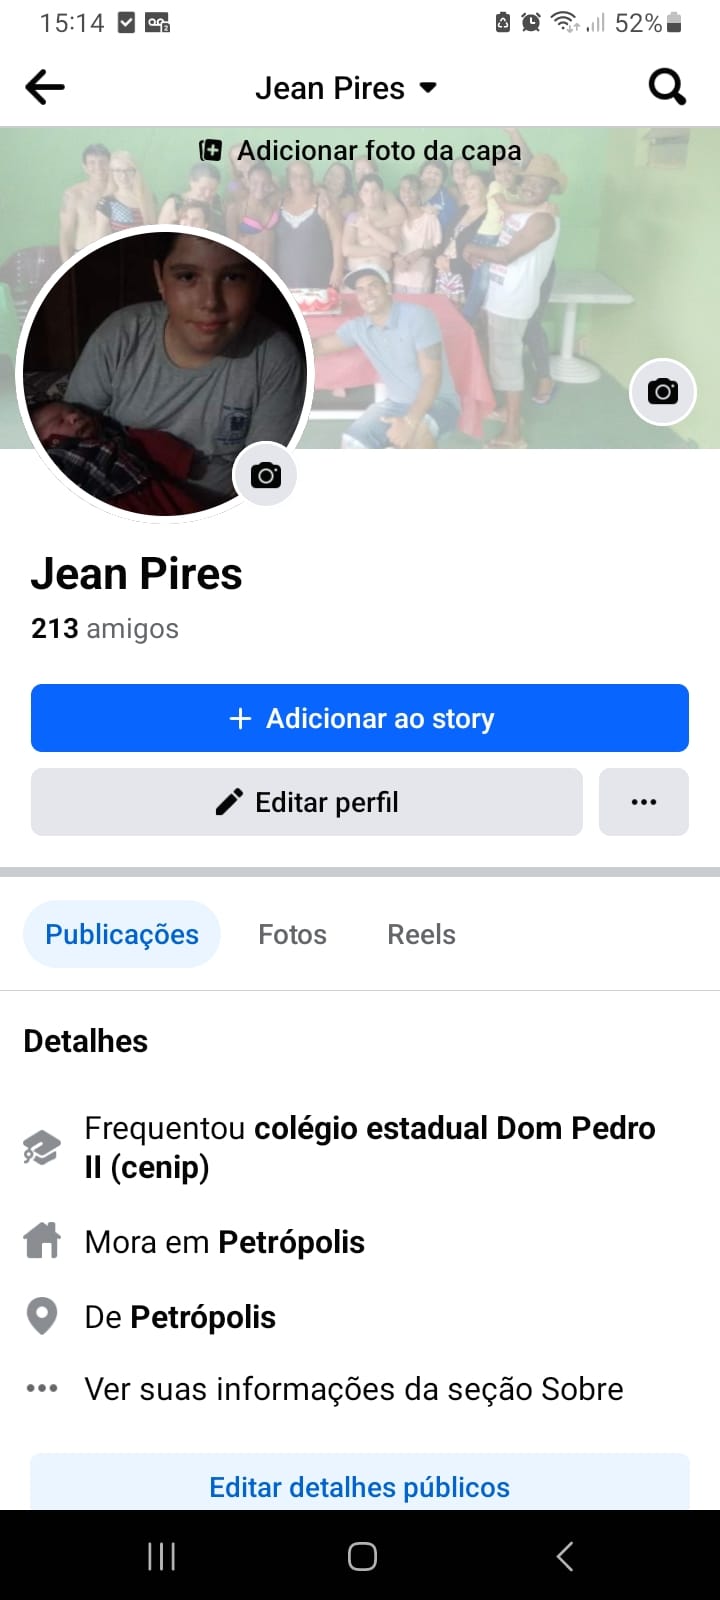 15:14
52%
Jean Pires
Adicionar foto da capa
Jean Pires
213 amigos
+ Adicionar ao story
Editar perfil
Publicações
Fotos
Reels
Detalhes
Frequentou colégio estadual Dom Pedro
II (cenip)
Mora em Petrópolis
De Petrópolis
Ver suas informações da seção Sobre
Editar detalhes públicos